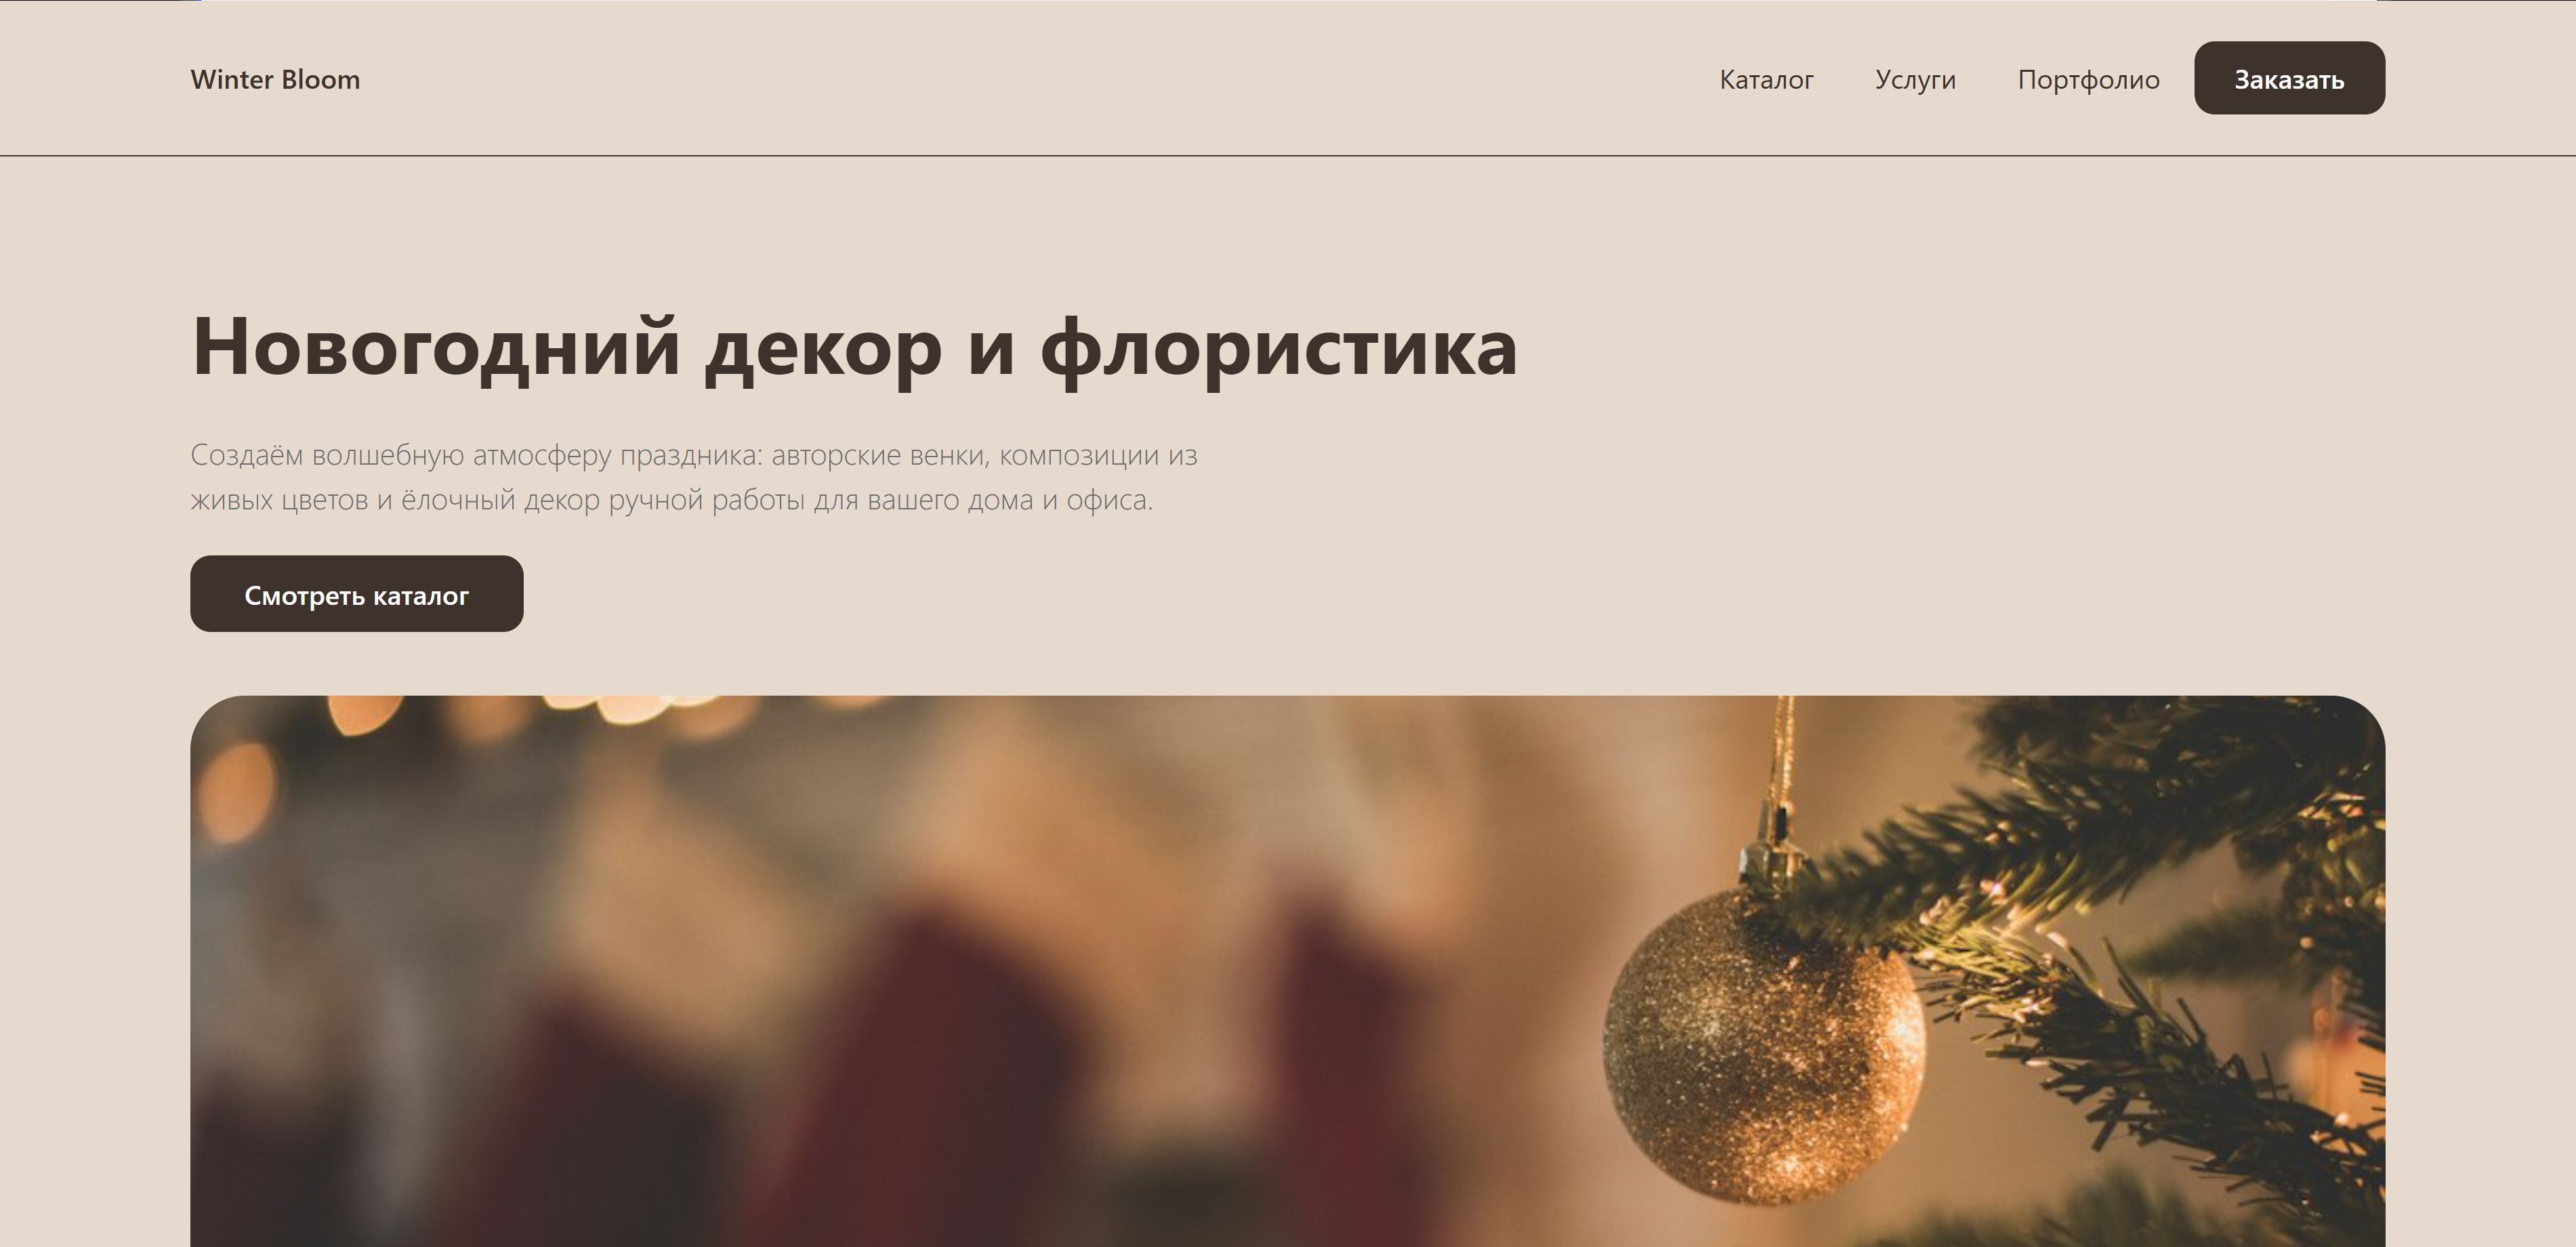 Winter Bloom
Каталог
Услуги
Портфолио
Заказать
Новогодний декор и флористика
Создаём волшебную атмосферу праздника: авторские венки, композиции из
живых цветов и ёлочный декор ручной работы для вашего дома и офиса.
Смотреть каталог